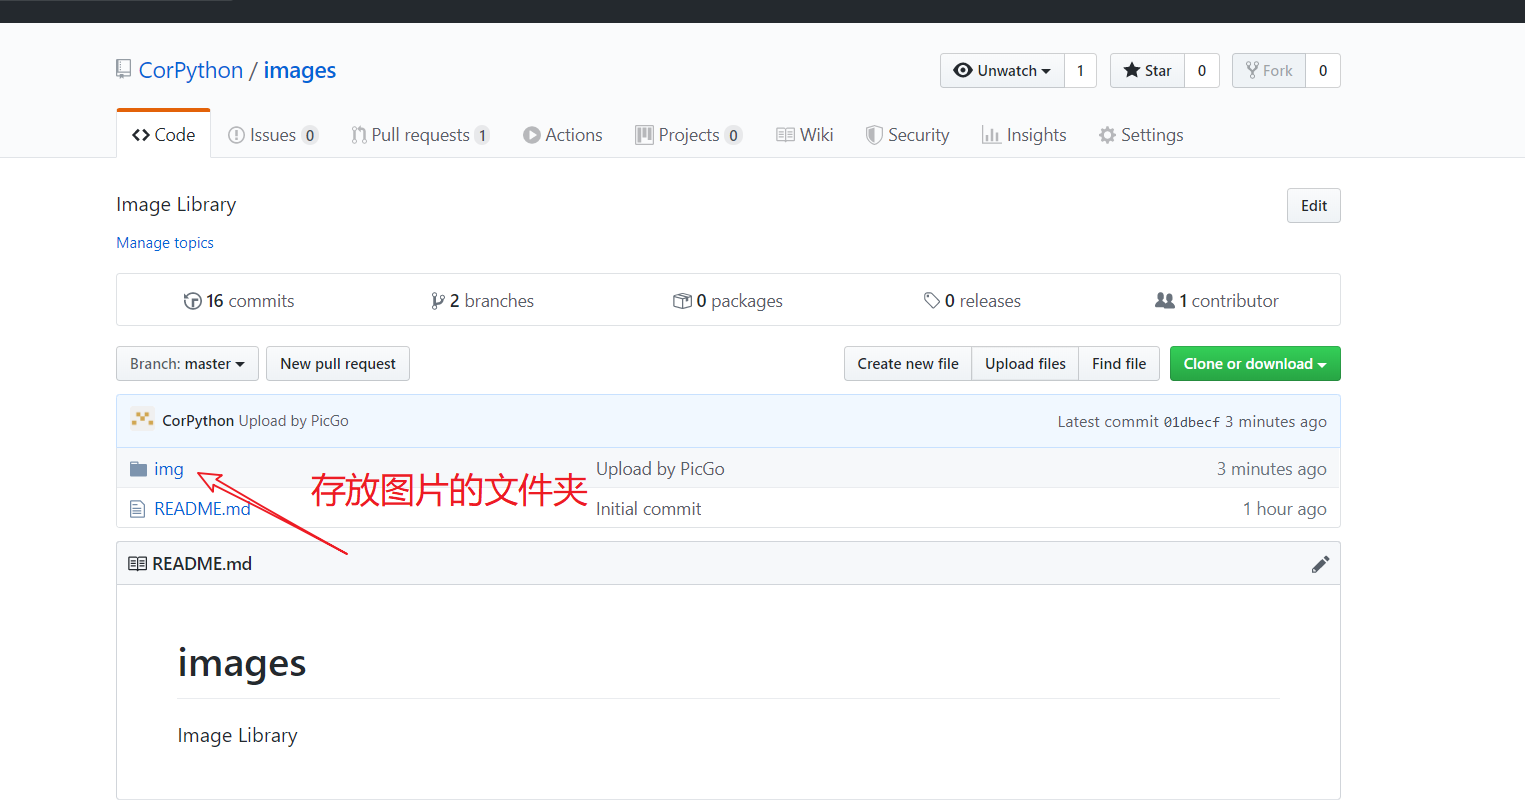 CorPython / images
Unwatch 1 Star 0 Fork 0
Code Issues 0 Pull requests 1 Actions Projects 0 Wiki Security Insights Settings
Image Library
Edit
Manage topics
16 commits 2 branches 0 packages 0 releases 1 contributor
Branch: master New pull request Create new file Upload files Find file Clone or download
CorPython Upload by PicGo Latest commit 01dbecf 3 minutes ago
img Upload by PicGo 3 minutes ago
存放图片的文件夹
README.md Initial commit 1 hour ago
README.md
images
Image Library